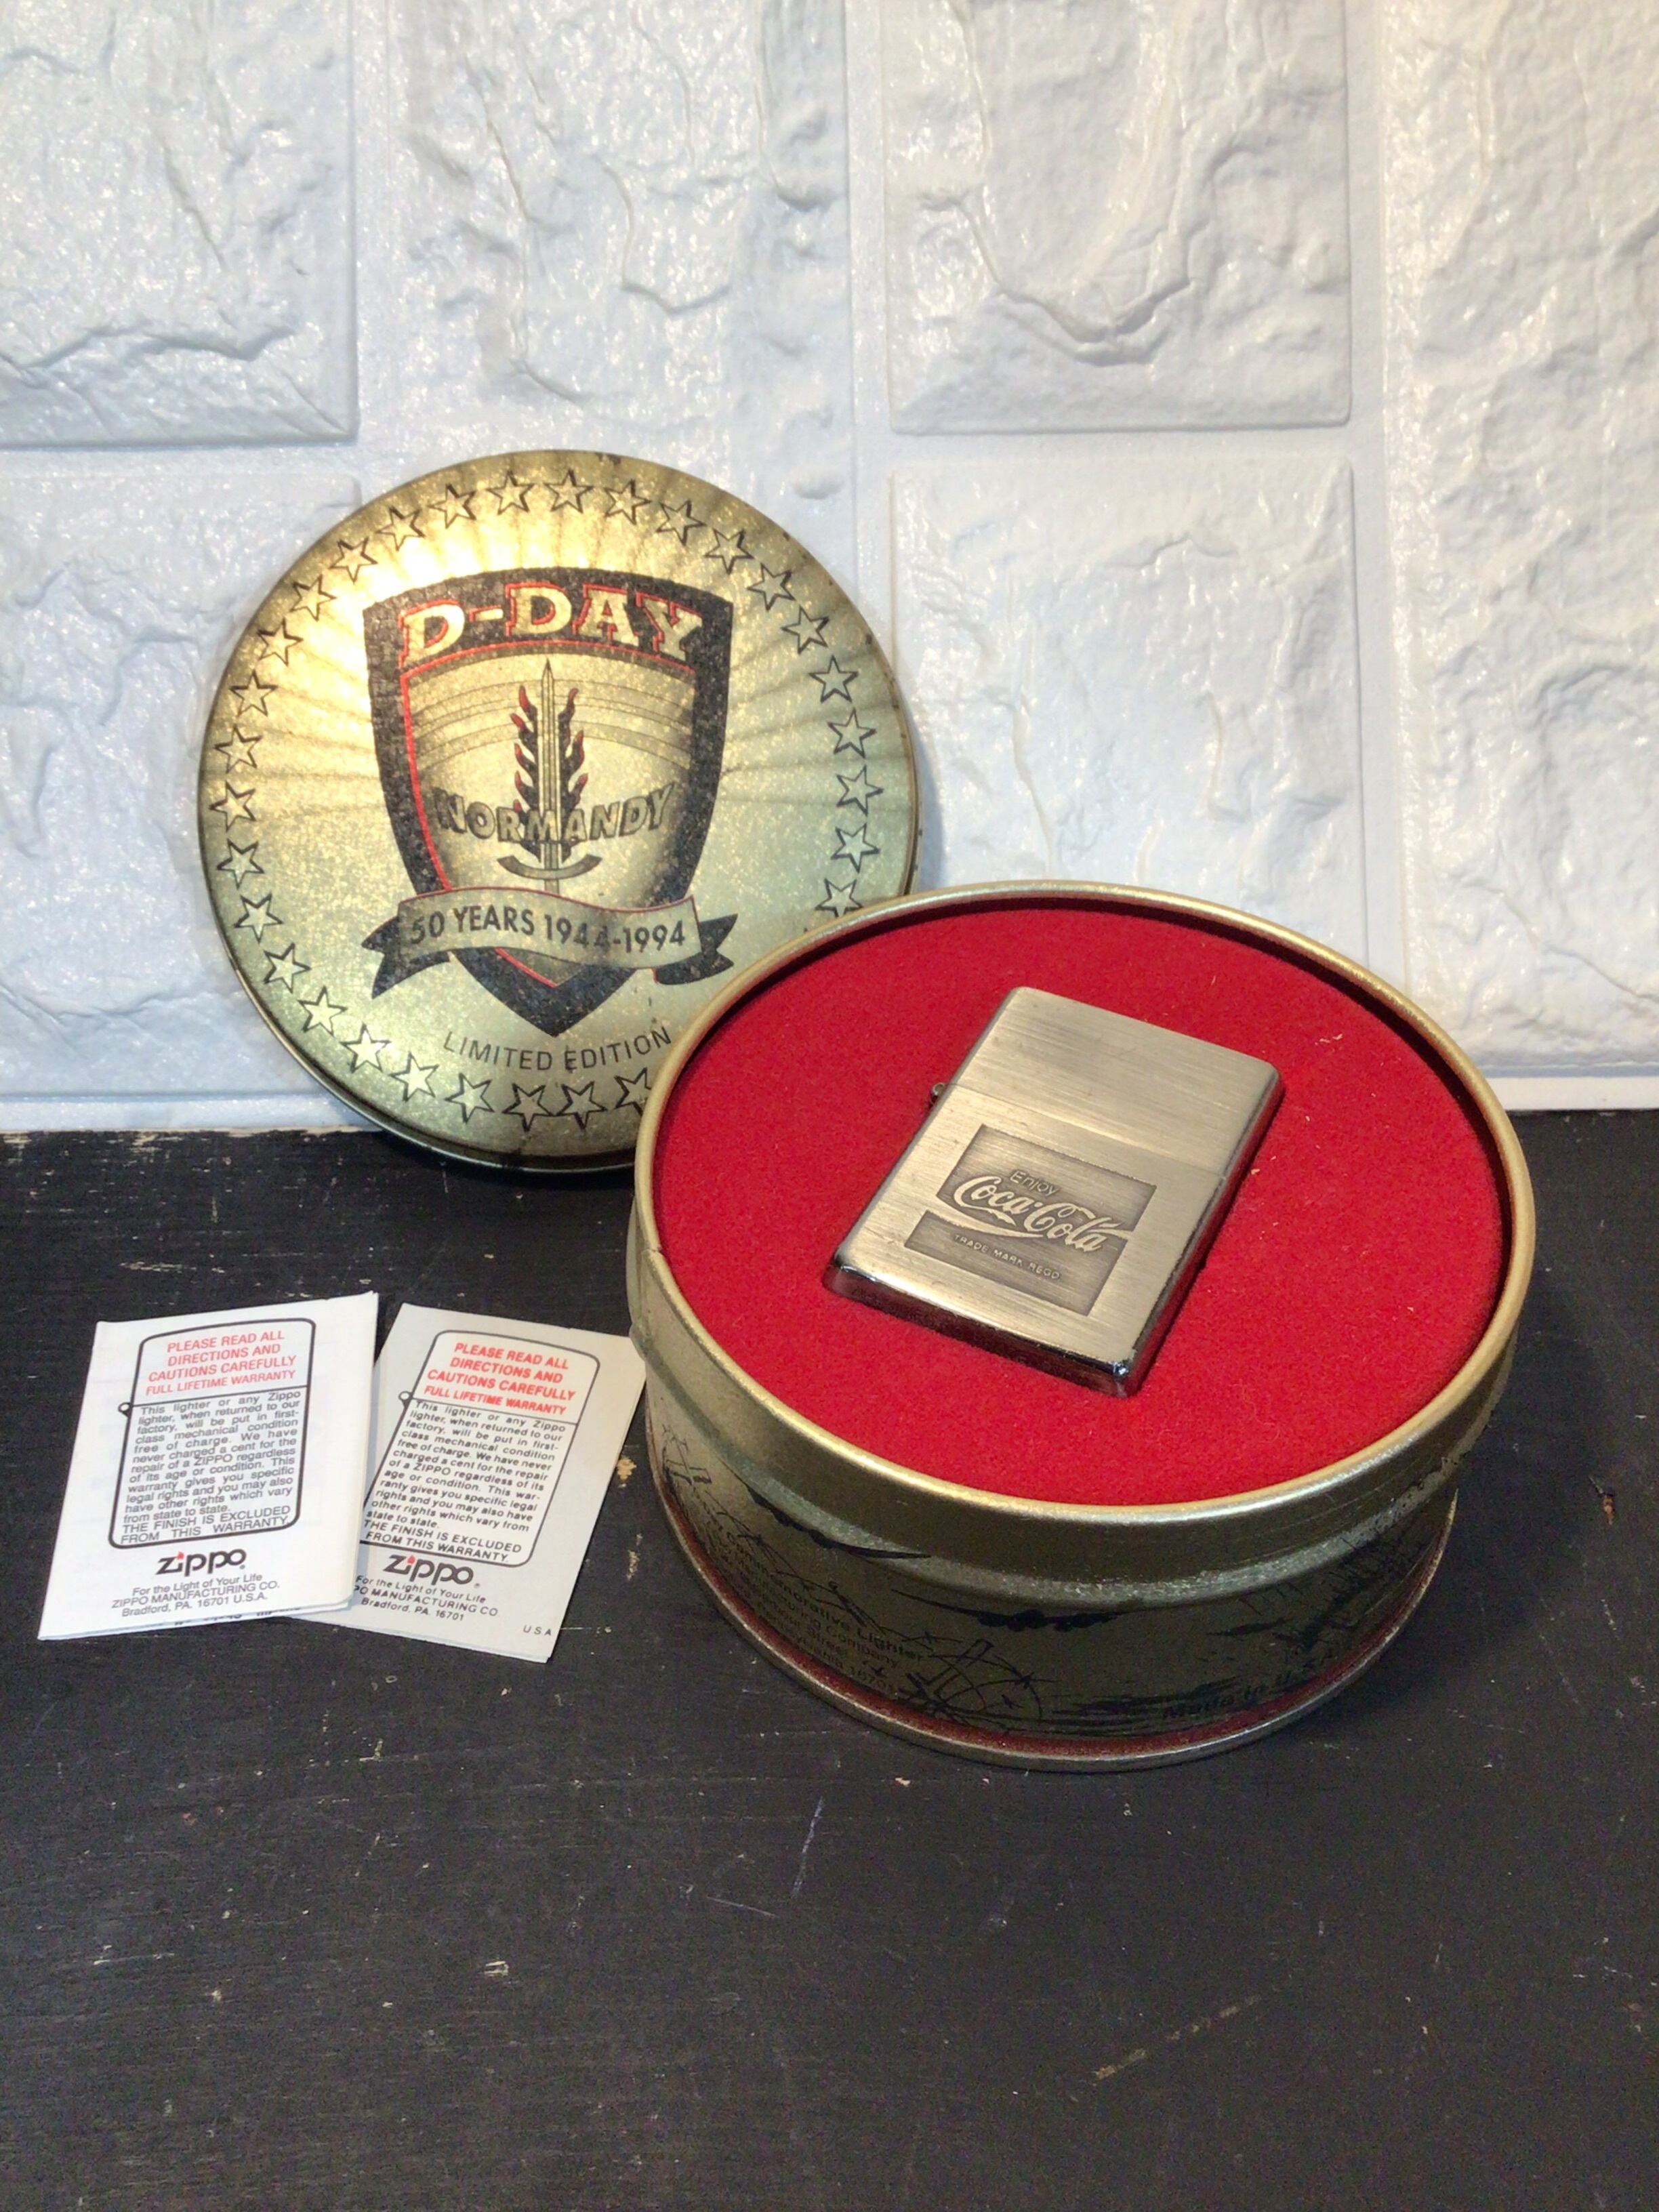 D-DAY
NORMANDY
50 YEARS 1944-1994
LIMITED EDITION
Enjoy
Coca-Cola
TRADE MARK REGD
PLEASE READ ALL
DIRECTIONS AND
CAUTIONS CAREFULLY
FULL LIFETIME WARRANTY
This lighter or any Zippo
lighter, when returned to our
factory, will be put in first-
class mechanical condition
free of charge. We have
never charged a cent for the
repair of a ZIPPO regardless
of its age or condition. This
warranty gives you specific
legal rights and you may also
have other rights which vary
from state to state.
THE FINISH IS EXCLUDED
FROM THIS WARRANTY
Zippo
For the Light of Your Life
ZIPPO MANUFACTURING CO.
Bradford, PA. 16701 U.S.A.
PLEASE READ ALL
DIRECTIONS AND
CAUTIONS CAREFULLY
FULL LIFETIME WARRANTY
This lighter or any Zippo
lighter, when returned to our
factory, will be put in first-
class mechanical condition
free of charge. We have never
charged a cent for the repair
of a ZIPPO regardless of its
age or condition. This war-
ranty gives you specific legal
rights and you may also have
other rights which vary from
state to state.
THE FINISH IS EXCLUDED
FROM THIS WARRANTY
Zippo
For the Light of Your Life
PO MANUFACTURING CO
Bradford, PA. 16701
USA
Commemorative Lighter
Company
Street
Made in U.S.A.